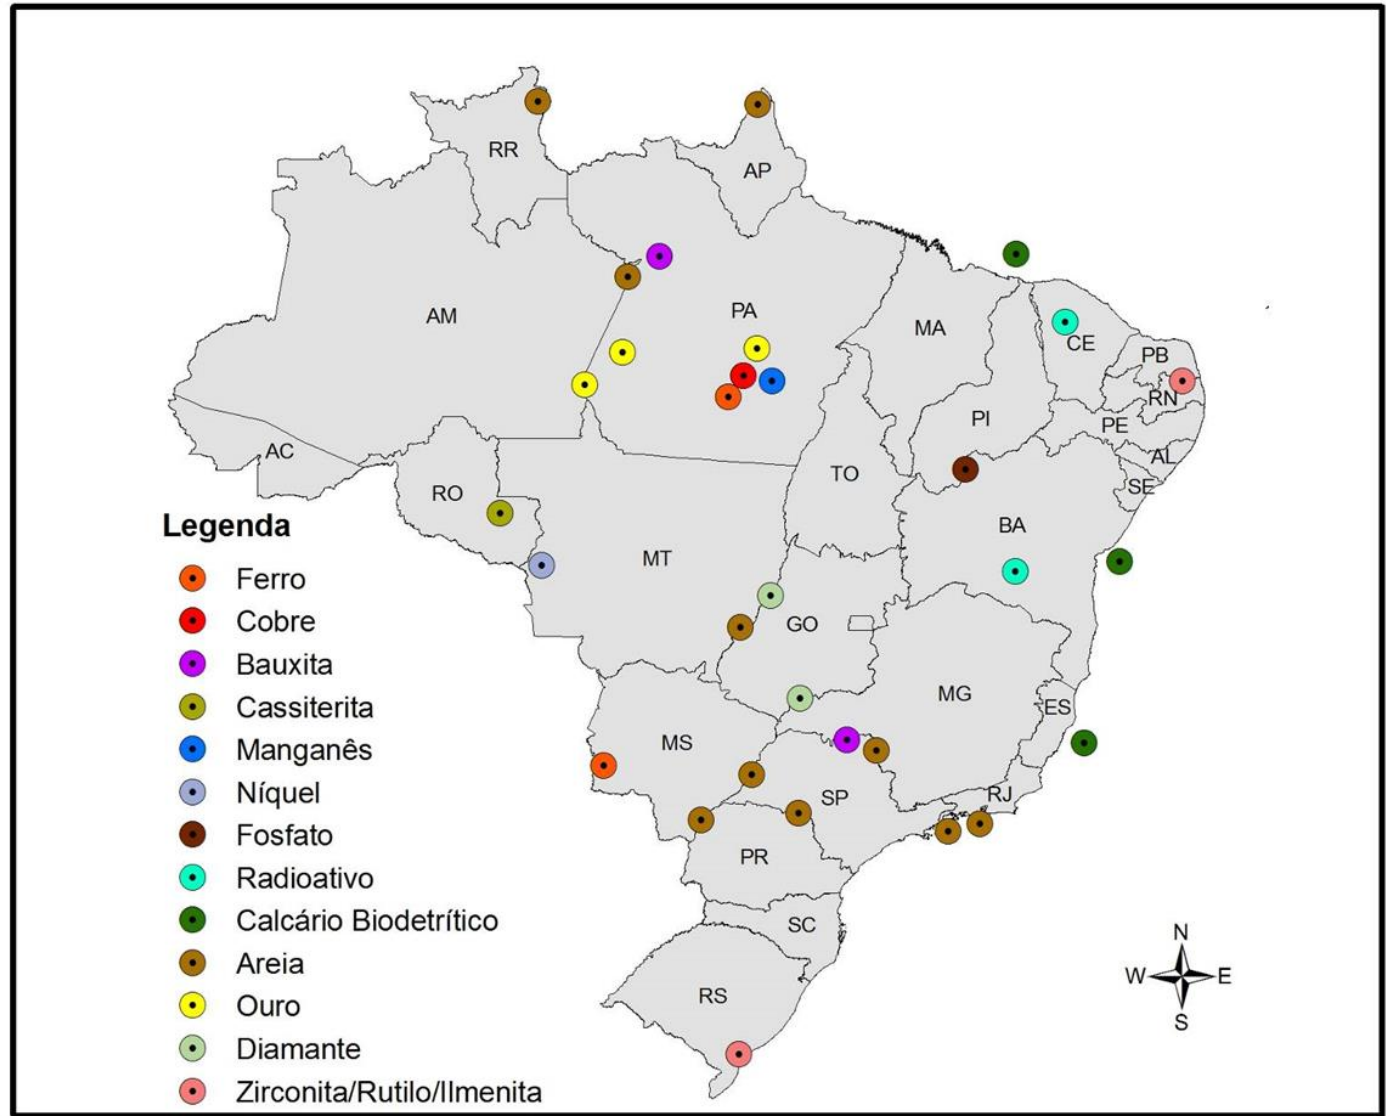 RR
AP
AM
PA
MA
CE
PB
RN
PI
PE
AC
AL
TO
SE
RO
BA
MT
GO
MG
ES
MS
SP
RJ
PR
SC
RS
Legenda
Ferro
Cobre
Bauxita
Cassiterita
Manganês
Níquel
Fosfato
Radioativo
Calcário Biodetrítico
Areia
Ouro
Diamante
Zirconita/Rutilo/Ilmenita
N
W E
S